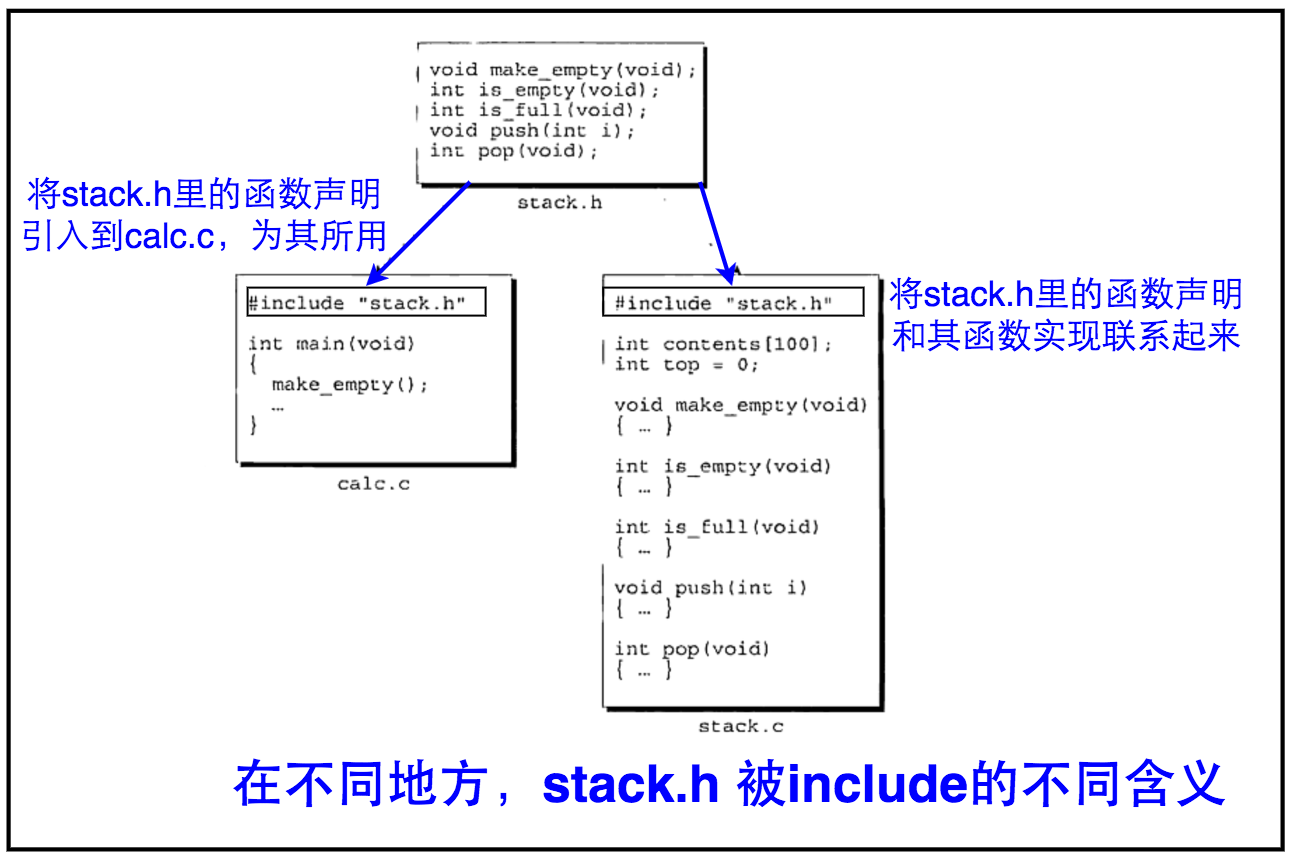 void make_empty(void);
int is_empty(void);
int is_full(void);
void push(int i);
int pop(void);
stack.h
将stack.h里的函数声明
引入到calc.c，为其所用
#include "stack.h"
int main(void)
{
make_empty();
…
}
calc.c
#include "stack.h"
int contents[100];
int top = 0;
void make_empty(void)
{ … }
int is_empty(void)
{ … }
int is_full(void)
{ … }
void push(int i)
{ … }
int pop(void)
{ … }
stack.c
将stack.h里的函数声明
和其函数实现联系起来
在不同地方，stack.h 被include的不同含义